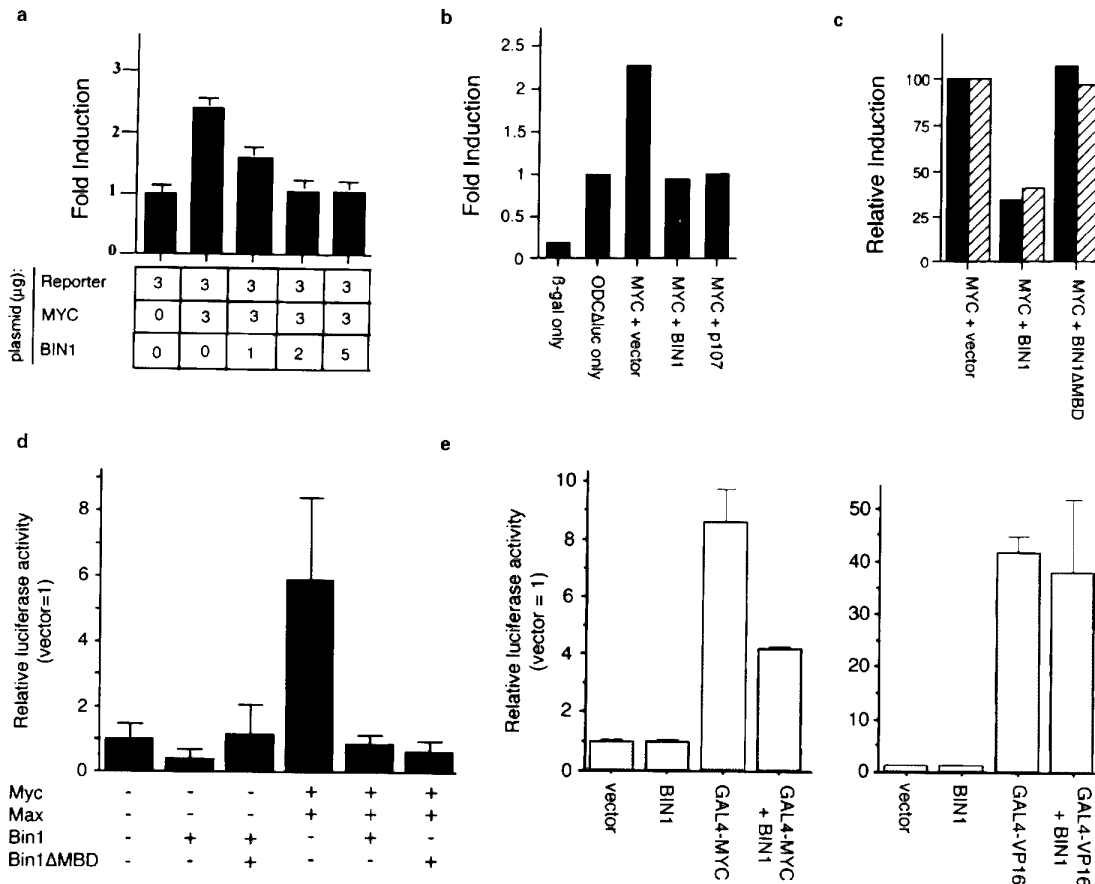 a
Fold Induction
3
2
1
0
plasmid (µg)
Reporter 3 3 3 3 3
MYC 0 3 3 3 3
BIN1 0 0 1 2 5
b
Fold Induction
2.5
2
1.5
1
0.5
0
ß-gal only
ODCΔluc only
MYC + vector
MYC + BIN1
MYC + p107
c
Relative Induction
100
75
50
25
0
MYC + vector
MYC + BIN1
MYC + BIN1ΔMBD
d
Relative luciferase activity
(vector=1)
8
6
4
2
0
Myc - - - + + +
Max - - - + + +
Bin1 - + + - + -
Bin1ΔMBD - - + - - +
e
Relative luciferase activity
(vector = 1)
10
8
6
4
2
0
vector
BIN1
GAL4-MYC
GAL4-MYC
+ BIN1
50
40
30
20
10
0
vector
BIN1
GAL4-VP16
GAL4-VP16
+ BIN1